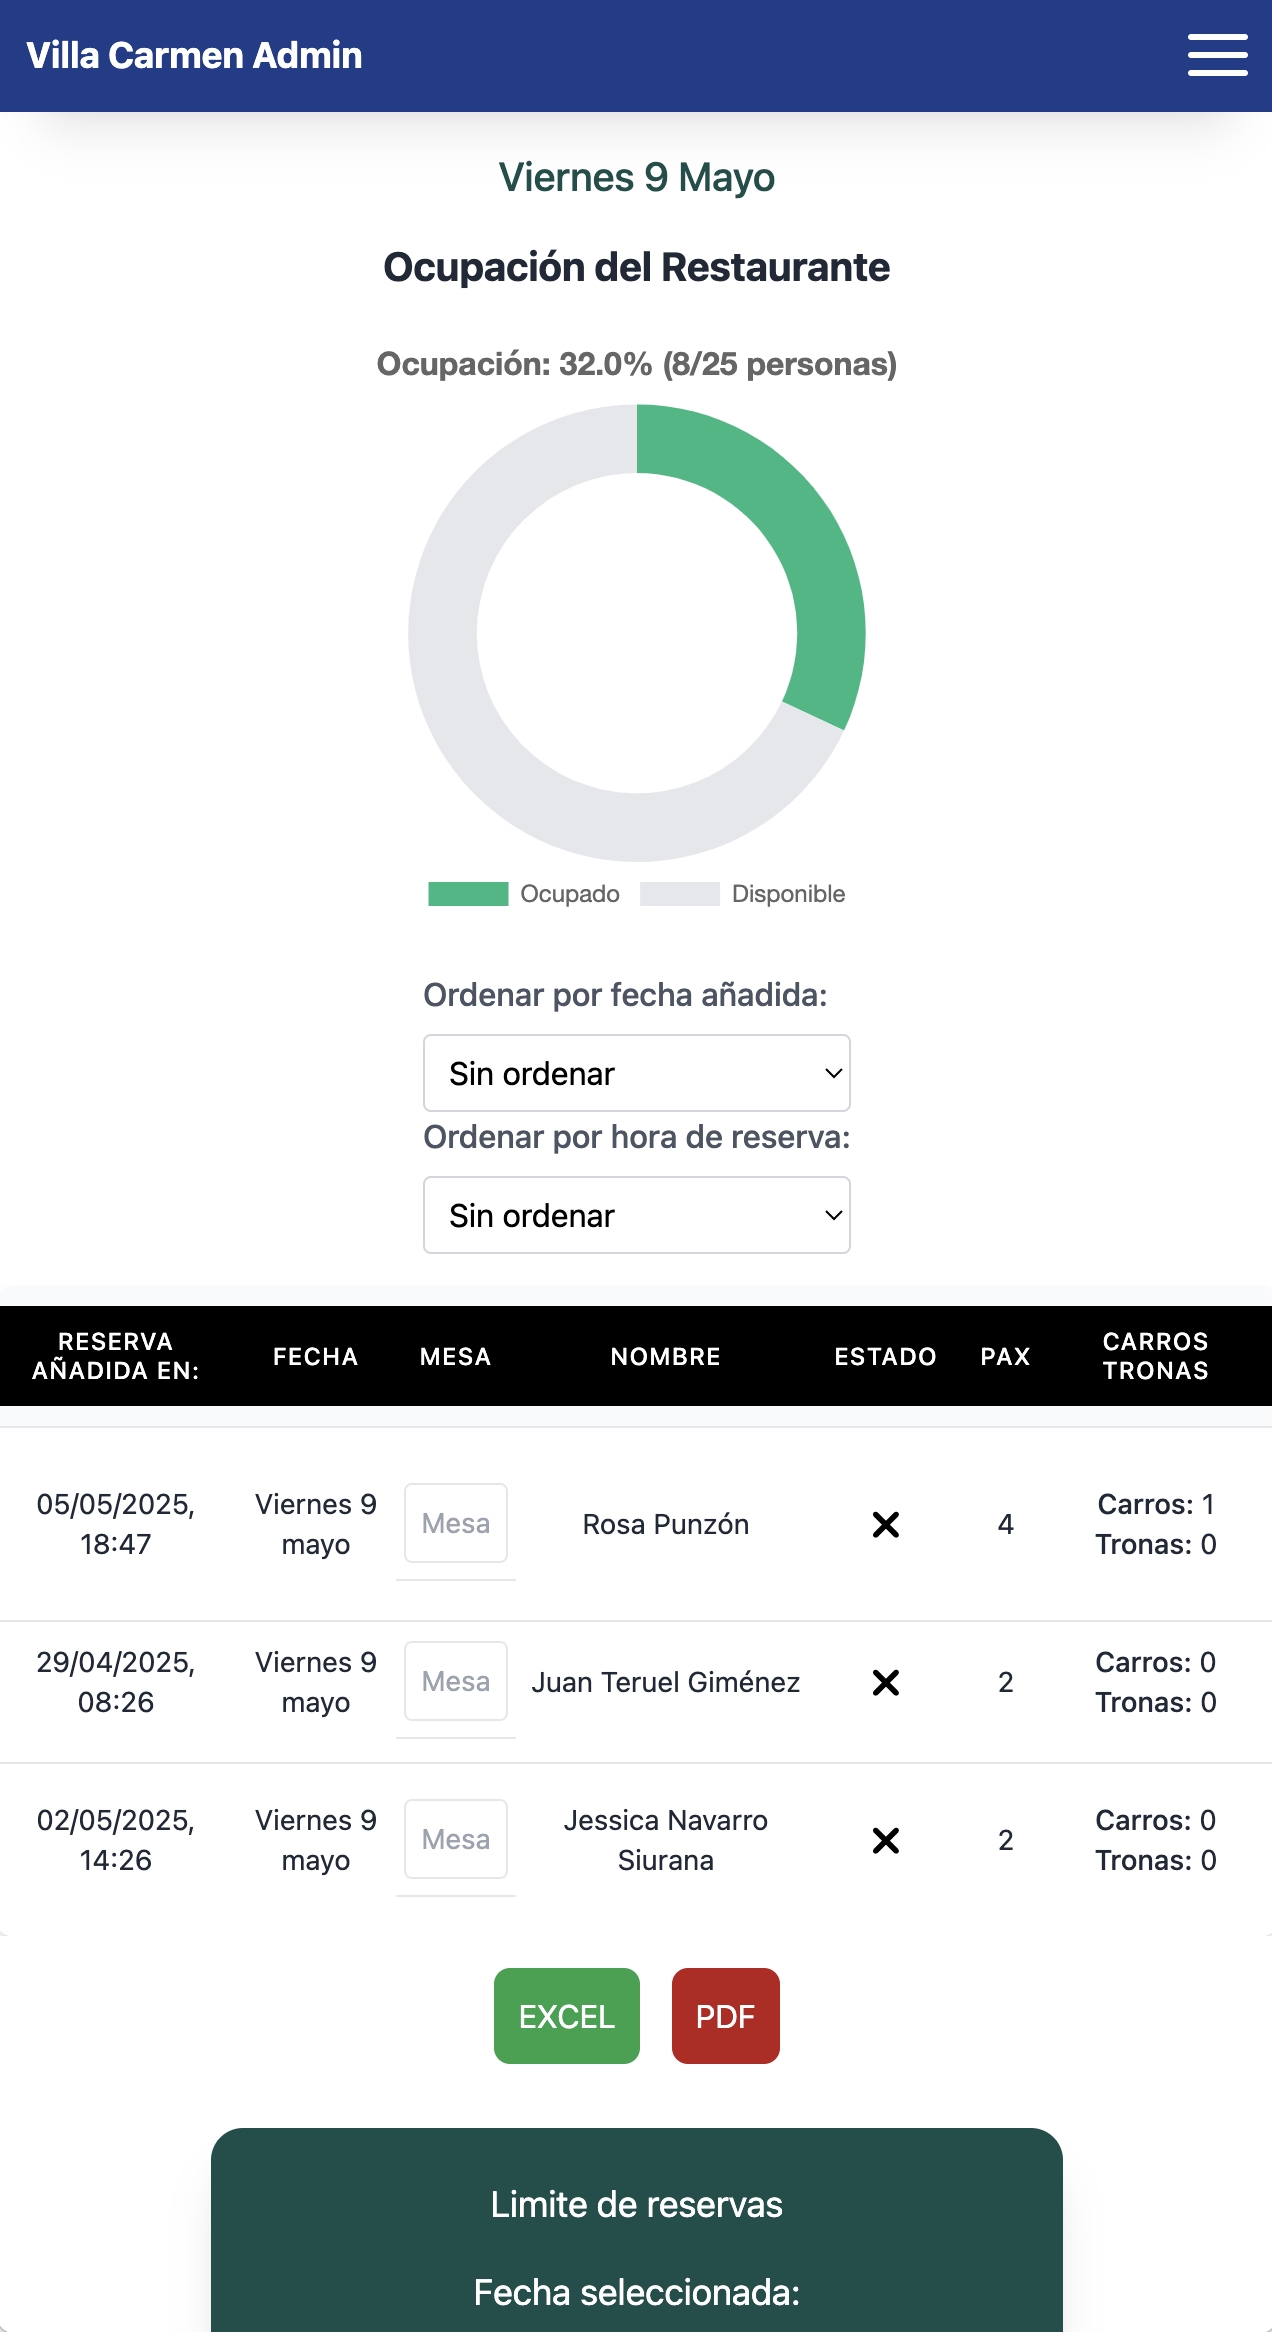 Villa Carmen Admin
Viernes 9 Mayo
Ocupación del Restaurante
Ocupación: 32.0% (8/25 personas)
Ocupado Disponible
Ordenar por fecha añadida:
Sin ordenar
Ordenar por hora de reserva:
Sin ordenar
RESERVA AÑADIDA EN: FECHA MESA NOMBRE ESTADO PAX CARROS TRONAS
05/05/2025, 18:47 Viernes 9 mayo Mesa Rosa Punzón 4 Carros: 1 Tronas: 0
29/04/2025, 08:26 Viernes 9 mayo Mesa Juan Teruel Giménez 2 Carros: 0 Tronas: 0
02/05/2025, 14:26 Viernes 9 mayo Mesa Jessica Navarro Siurana 2 Carros: 0 Tronas: 0
EXCEL PDF
Limite de reservas
Fecha seleccionada: